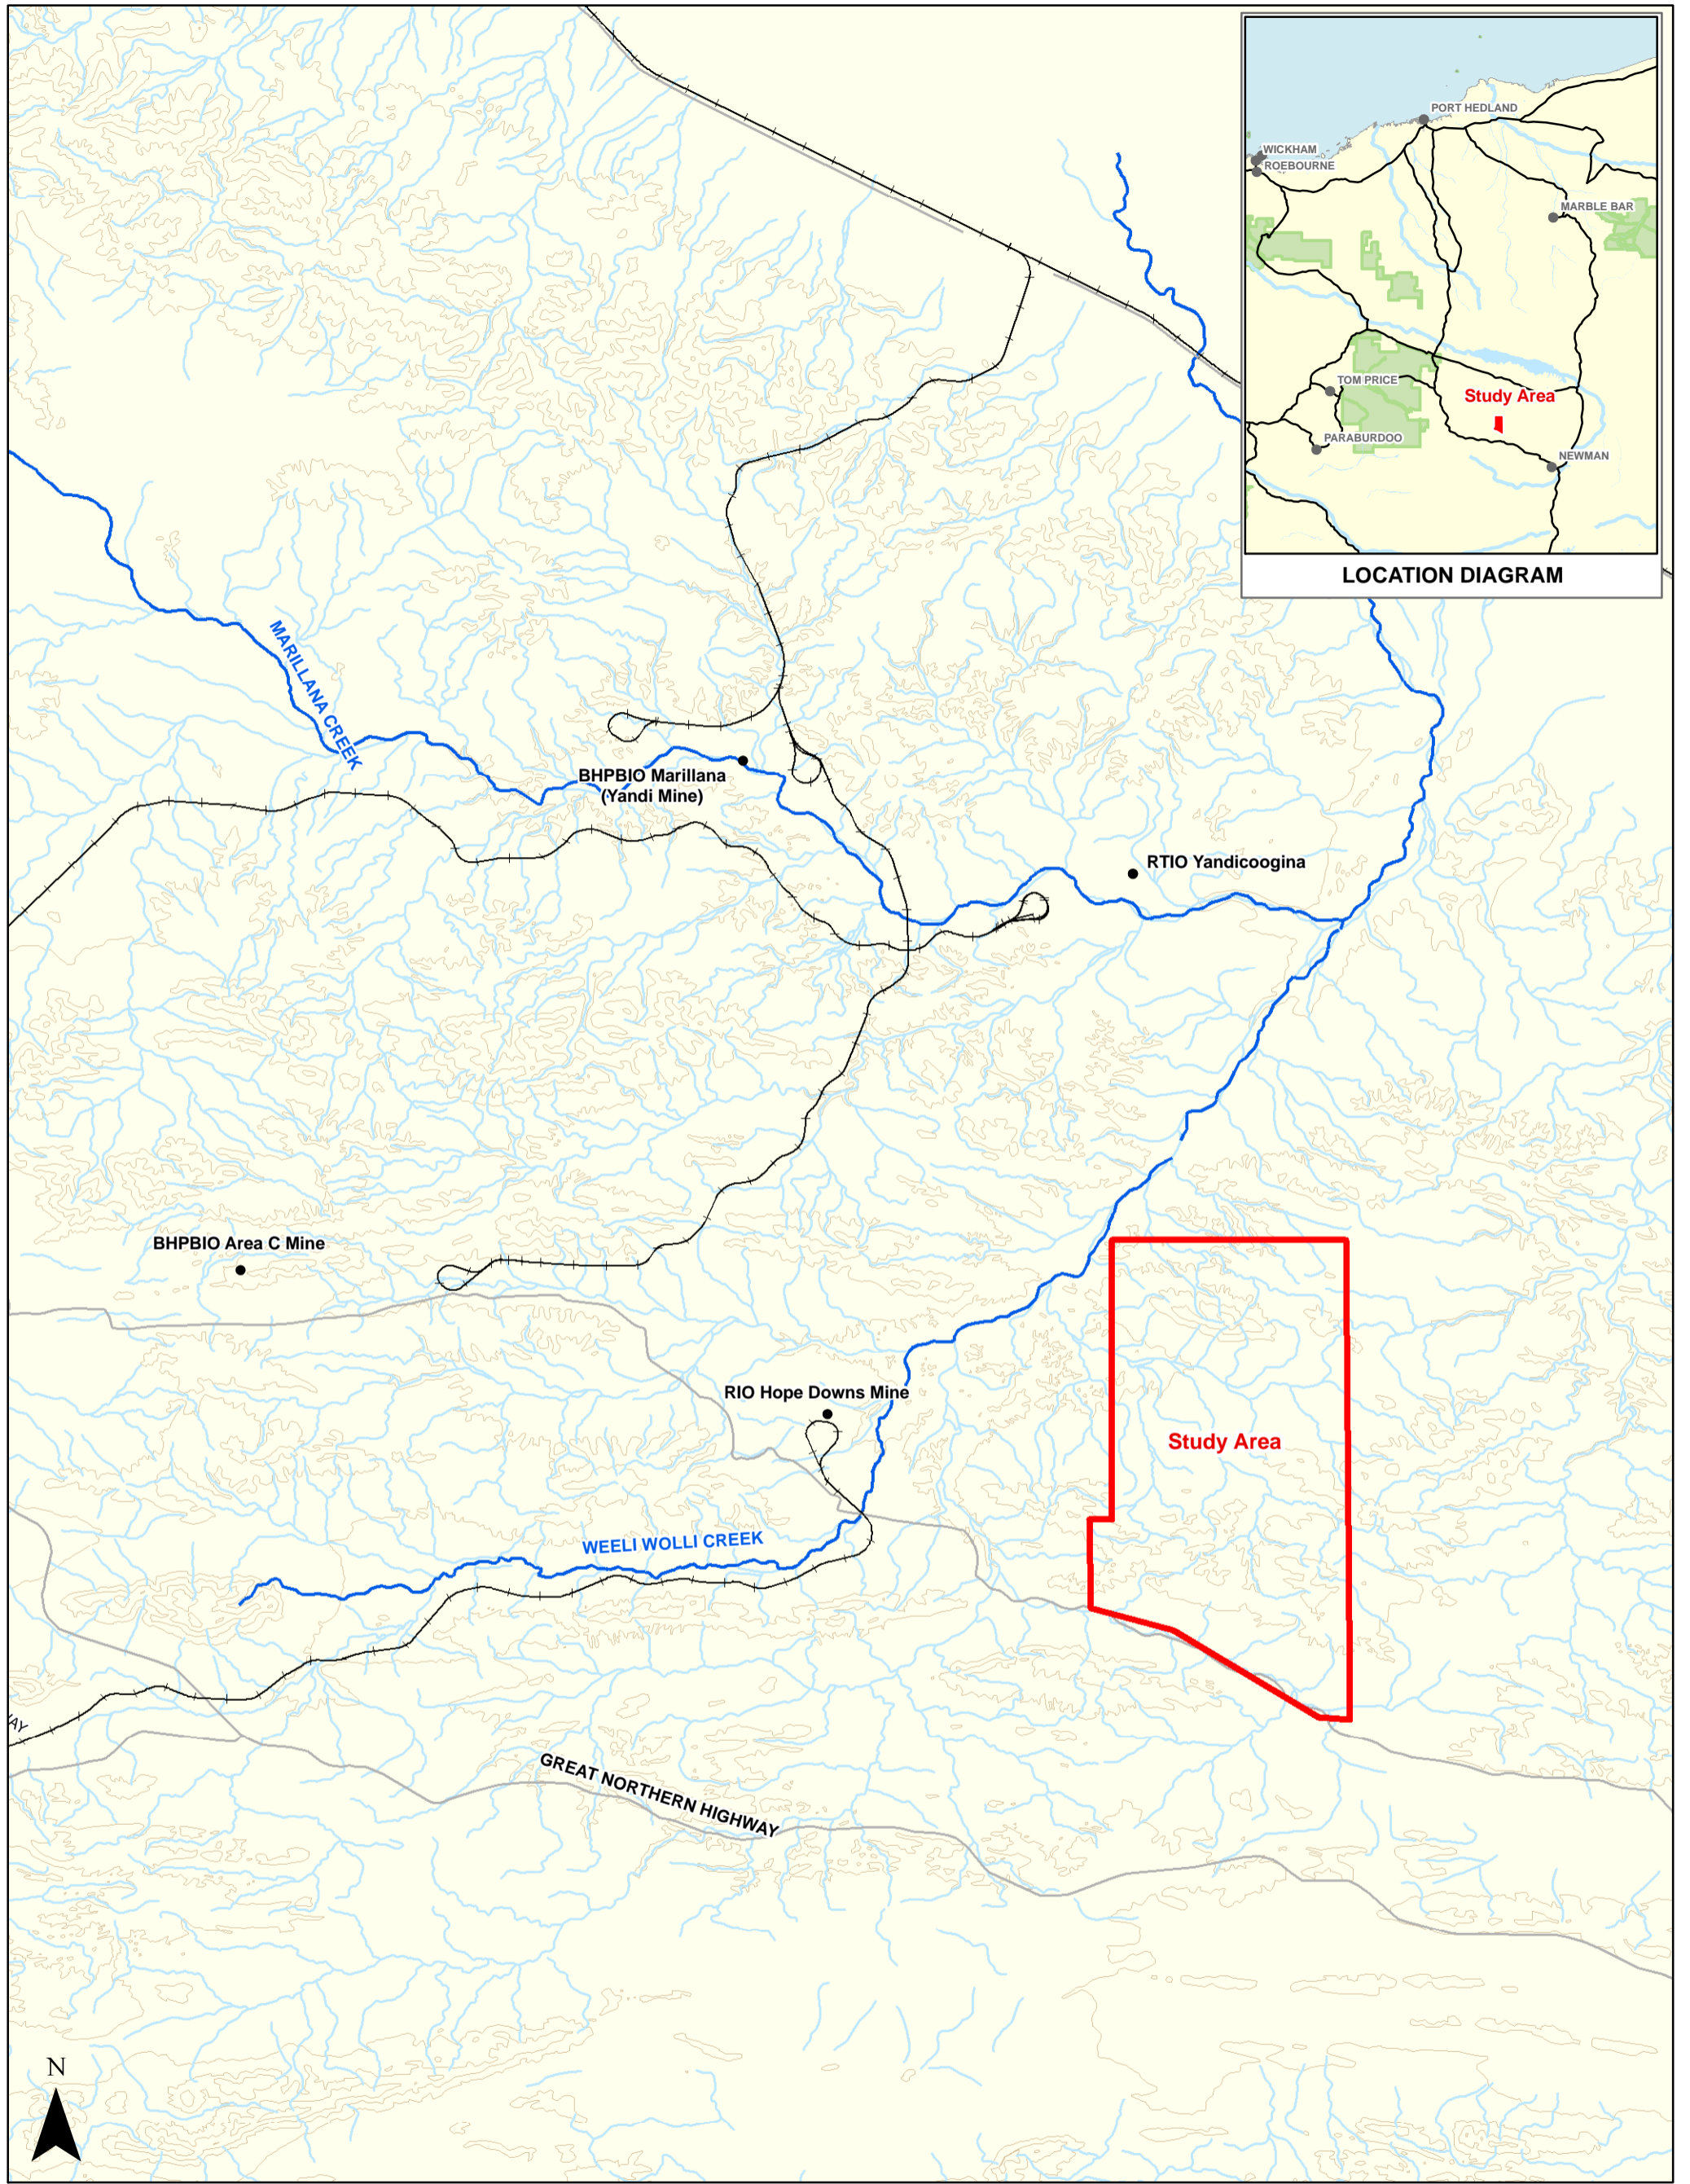 PORT HEDLAND
WICKHAM
ROEBOURNE
MARBLE BAR
TOM PRICE
Study Area
PARABURDOO
NEWMAN
LOCATION DIAGRAM
MARILLANA CREEK
BHPBIO Marillana
(Yandi Mine)
RTIO Yandicoogina
BHPBIO Area C Mine
RIO Hope Downs Mine
Study Area
WEELI WOLLI CREEK
AY
GREAT NORTHERN HIGHWAY
N